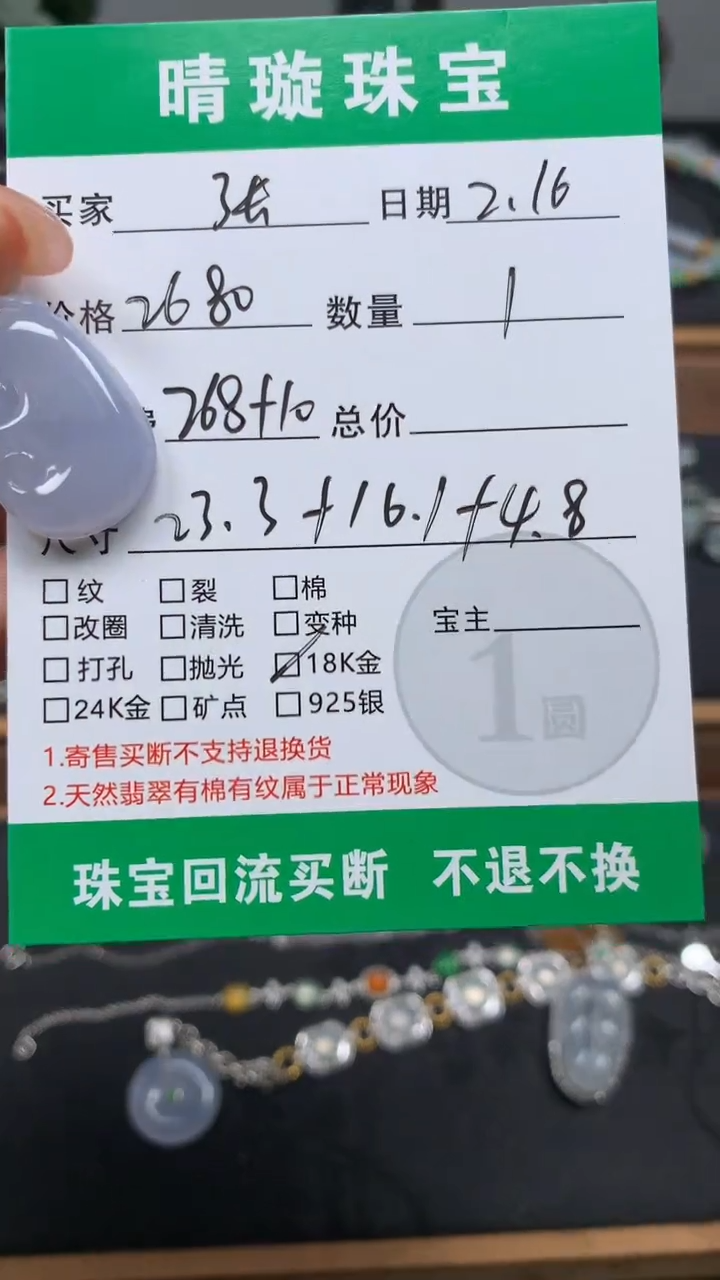 晴璇珠宝
买家 张 日期 2.16
价格 2680 数量 1
268+10 总价
尺寸 23.3+16.1+4.8
□ 纹 □ 裂 □ 棉
□ 改圈 □ 清洗 □ 变种 宝主
□ 打孔 □ 抛光 ☑ 18K金
□ 24K金 □ 矿点 □ 925银
1圆
1.寄售买断不支持退换货
2.天然翡翠有棉有纹属于正常现象
珠宝回流买断 不退不换